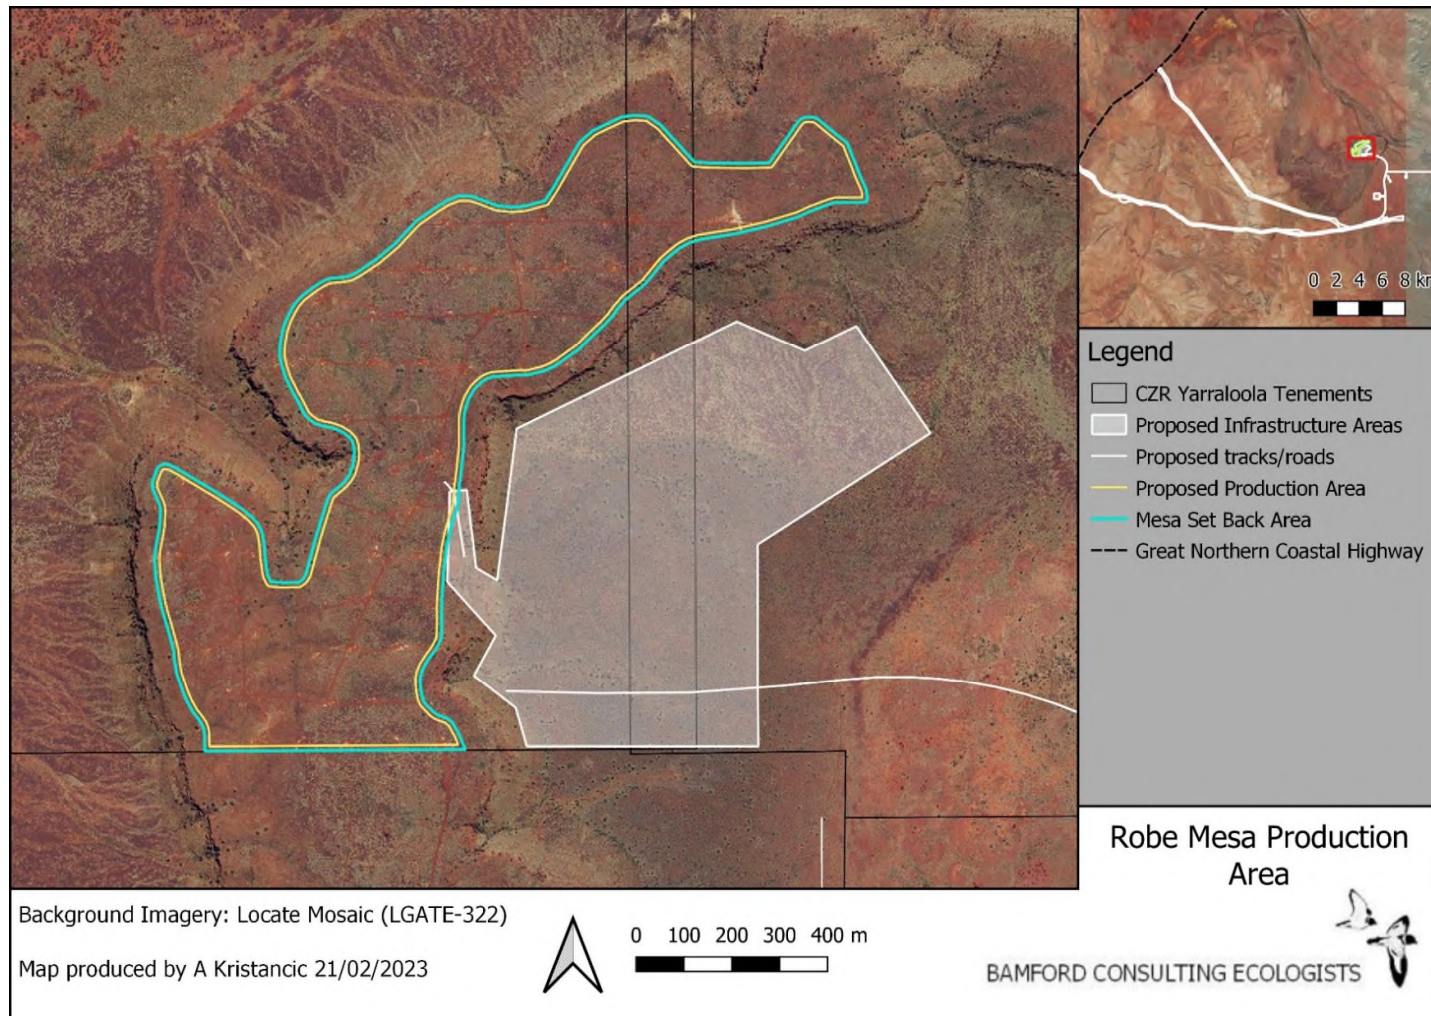 0 2 4 6 8 km
Legend
CZR Yarraloola Tenements
Proposed Infrastructure Areas
Proposed tracks/roads
Proposed Production Area
Mesa Set Back Area
Great Northern Coastal Highway
Robe Mesa Production
Area
Background Imagery: Locate Mosaic (LGATE-322)
Map produced by A Kristancic 21/02/2023
0 100 200 300 400 m
BAMFORD CONSULTING ECOLOGISTS